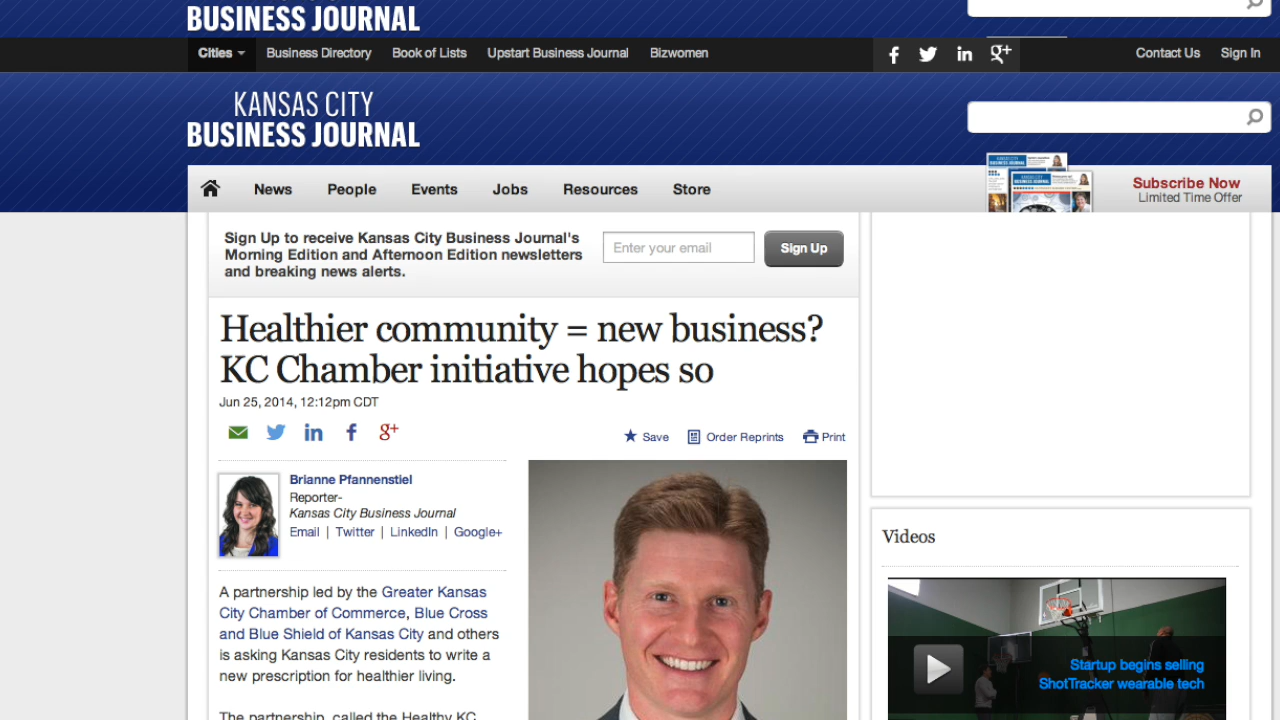 BUSINESS JOURNAL
Cities Business Directory Book of Lists Upstart Business Journal Bizwomen Contact Us Sign In
KANSAS CITY
BUSINESS JOURNAL
News People Events Jobs Resources Store
Subscribe Now
Limited Time Offer
Sign Up to receive Kansas City Business Journal's
Morning Edition and Afternoon Edition newsletters
and breaking news alerts.
Enter your email
Sign Up
Healthier community = new business?
KC Chamber initiative hopes so
Jun 25, 2014, 12:12pm CDT
Save Order Reprints Print
Brianne Pfannenstiel
Reporter-
Kansas City Business Journal
Email | Twitter | LinkedIn | Google+
A partnership led by the Greater Kansas
City Chamber of Commerce, Blue Cross
and Blue Shield of Kansas City and others
is asking Kansas City residents to write a
new prescription for healthier living.
The partnership, called the Healthy KC
Videos
Startup begins selling
ShotTracker wearable tech